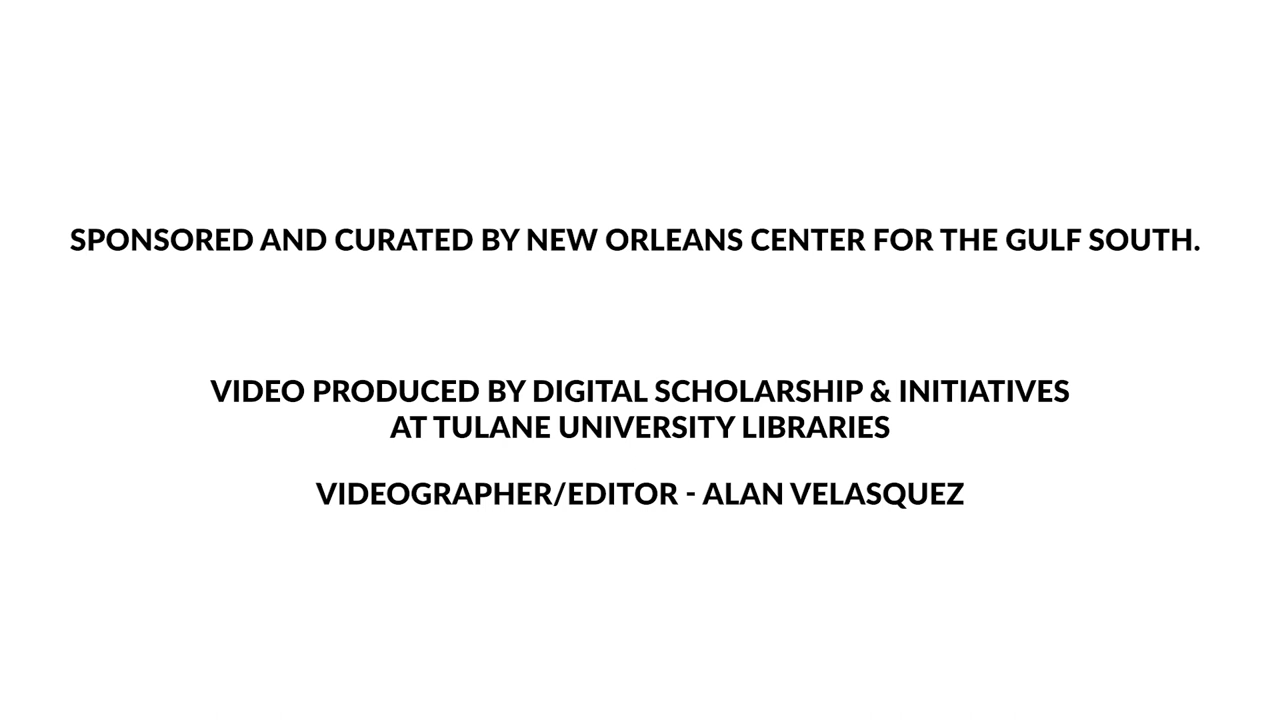 SPONSORED AND CURATED BY NEW ORLEANS CENTER FOR THE GULF SOUTH.
VIDEO PRODUCED BY DIGITAL SCHOLARSHIP & INITIATIVES
AT TULANE UNIVERSITY LIBRARIES
VIDEOGRAPHER/EDITOR - ALAN VELASQUEZ